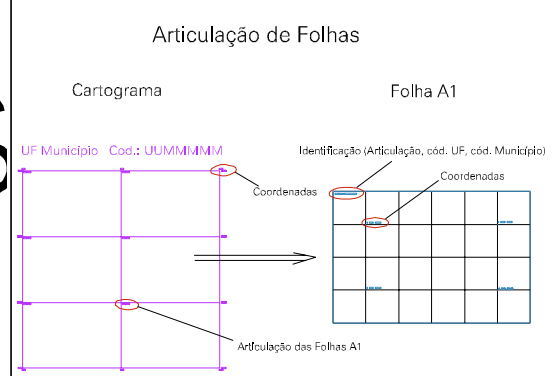 Articulação de Folhas
Cartograma
Folha A1
UF Municipio Cod.: UUMMMMM
Identificação (Articulação, cód. UF, cód. Município)
Coordenadas
Coordenadas
Articulação das Folhas A1